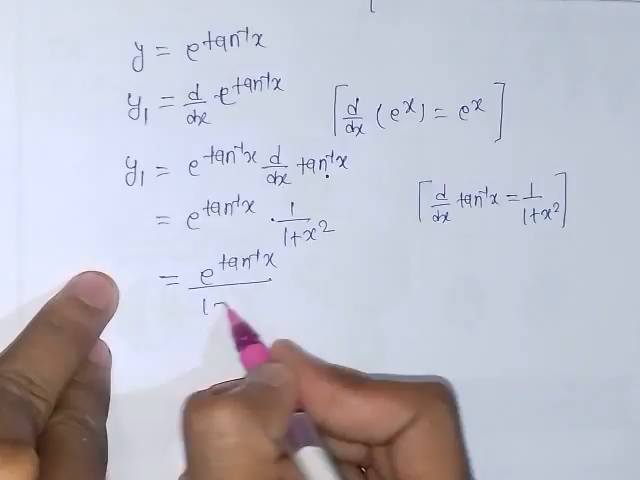 y = e^tan⁻¹x
y₁ = d/dx e^tan⁻¹x [d/dx (e^x) = e^x]
y₁ = e^tan⁻¹x d/dx tan⁻¹x
= e^tan⁻¹x · 1/1+x² [d/dx tan⁻¹x = 1/1+x²]
= e^tan⁻¹x/1